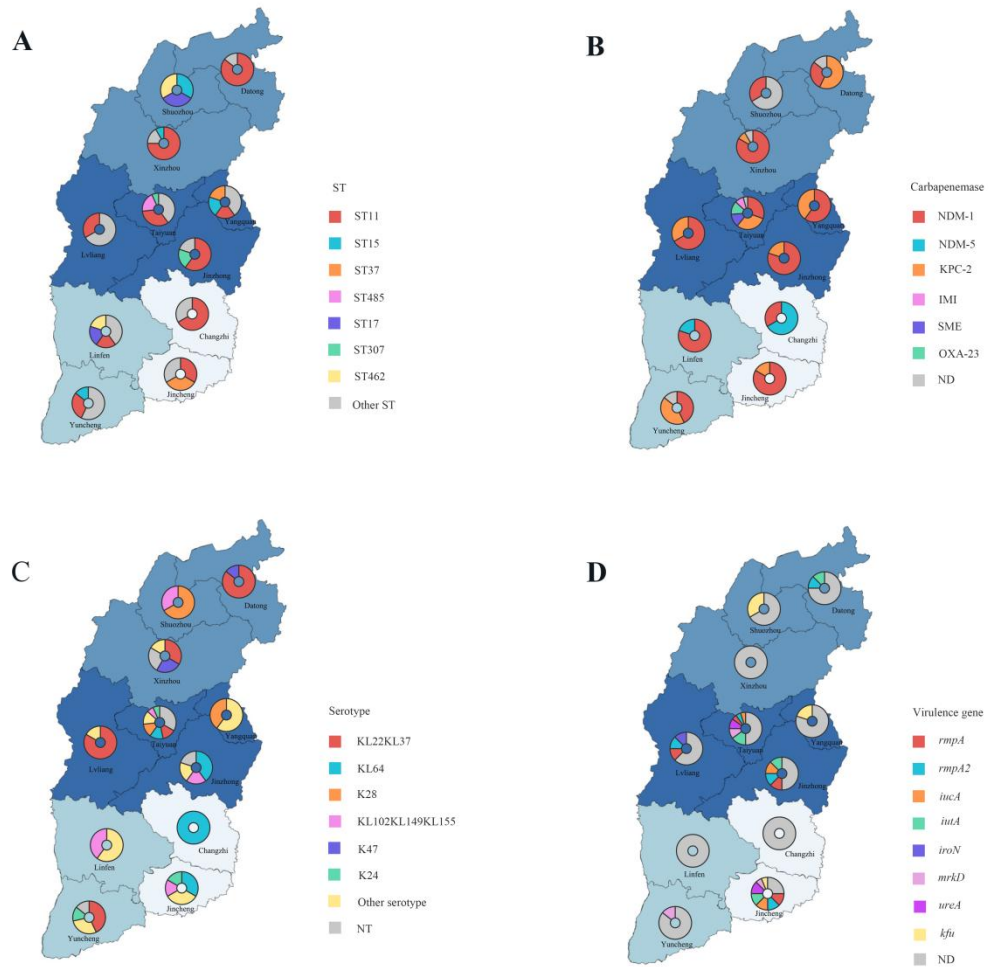 A
Datong
Shuozhou
Xinzhou
Yangquan
Taiyuan
Lvliang
Jinzhong
Changzhi
Linfen
Jincheng
Yuncheng
ST
ST11
ST15
ST37
ST485
ST17
ST307
ST462
Other ST
B
Datong
Shuozhou
Xinzhou
Yangquan
Taiyuan
Lvliang
Jinzhong
Changzhi
Linfen
Jincheng
Yuncheng
Carbapenemase
NDM-1
NDM-5
KPC-2
IMI
SME
OXA-23
ND
C
Datong
Shuozhou
Xinzhou
Yangquan
Taiyuan
Lvliang
Jinzhong
Changzhi
Linfen
Jincheng
Yuncheng
Serotype
KL22KL37
KL64
K28
KL102KL149KL155
K47
K24
Other serotype
NT
D
Datong
Shuozhou
Xinzhou
Yangquan
Taiyuan
Lvliang
Jinzhong
Changzhi
Linfen
Jincheng
Yuncheng
Virulence gene
rmpA
rmpA2
iucA
iutA
iroN
mrkD
ureA
kfu
ND